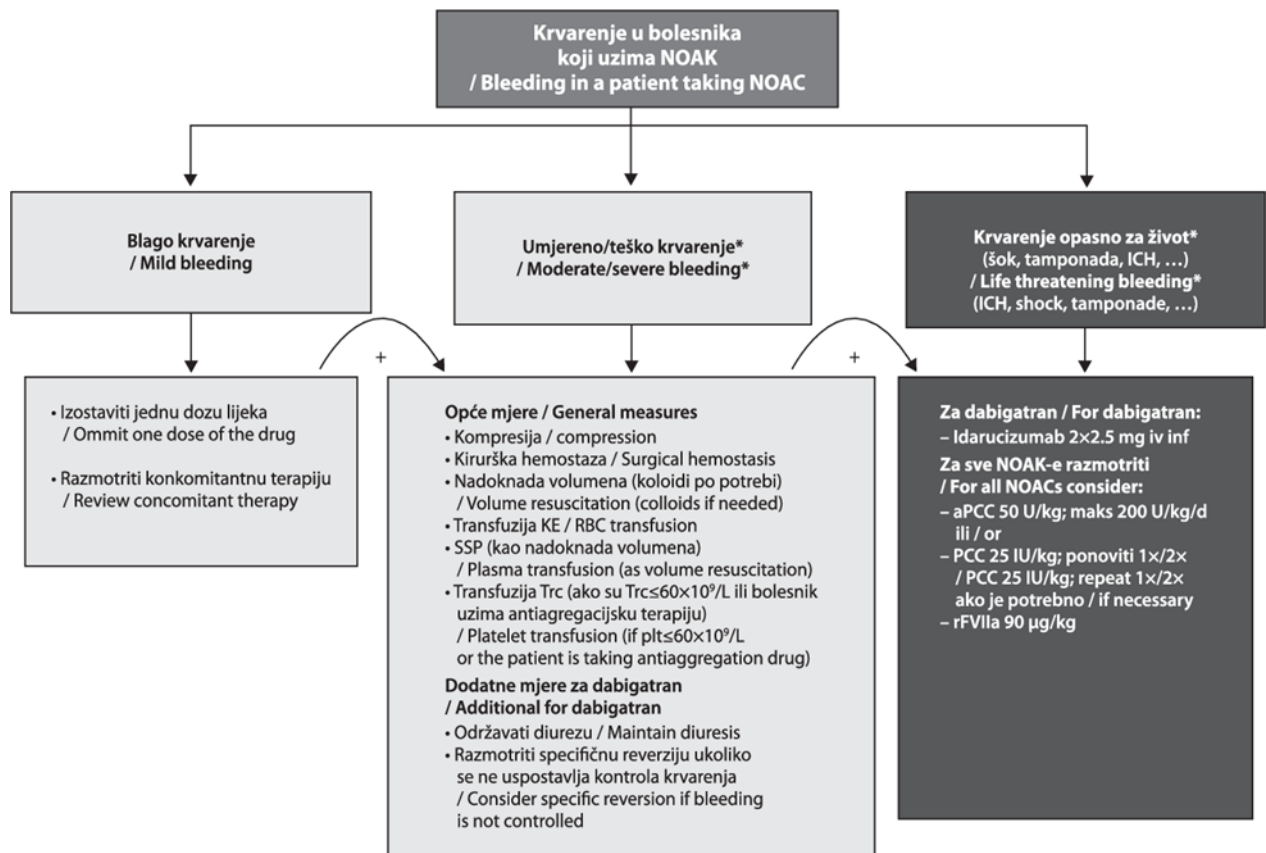 Krvarenje u bolesnika
koji uzima NOAK
/ Bleeding in a patient taking NOAC
Blago krvarenje
/ Mild bleeding
Umjereno/teško krvarenje*
/ Moderate/severe bleeding*
Krvarenje opasno za život*
(šok, tamponada, ICH, …)
/ Life threatening bleeding*
(ICH, shock, tamponade, …)
+
+
• Izostaviti jednu dozu lijeka
/ Ommit one dose of the drug
• Razmotriti konkomitantnu terapiju
/ Review concomitant therapy
Opće mjere / General measures
• Kompresija / compression
• Kirurška hemostaza / Surgical hemostasis
• Nadoknada volumena (koloidi po potrebi)
/ Volume resuscitation (colloids if needed)
• Transfuzija KE / RBC transfusion
• SSP (kao nadoknada volumena)
/ Plasma transfusion (as volume resuscitation)
• Transfuzija Trc (ako su Trc≤60×10⁹/L ili bolesnik
uzima antiagregacijsku terapiju)
/ Platelet transfusion (if plt≤60×10⁹/L
or the patient is taking antiaggregation drug)
Dodatne mjere za dabigatran
/ Additional for dabigatran
• Održavati diurezu / Maintain diuresis
• Razmotriti specifičnu reverziju ukoliko
se ne uspostavlja kontrola krvarenja
/ Consider specific reversion if bleeding
is not controlled
Za dabigatran / For dabigatran:
– Idarucizumab 2×2.5 mg iv inf
Za sve NOAK-e razmotriti
/ For all NOACs consider:
– aPCC 50 U/kg; maks 200 U/kg/d
ili / or
– PCC 25 IU/kg; ponoviti 1×/2×
/ PCC 25 IU/kg; repeat 1×/2×
ako je potrebno / if necessary
– rFVIIa 90 µg/kg